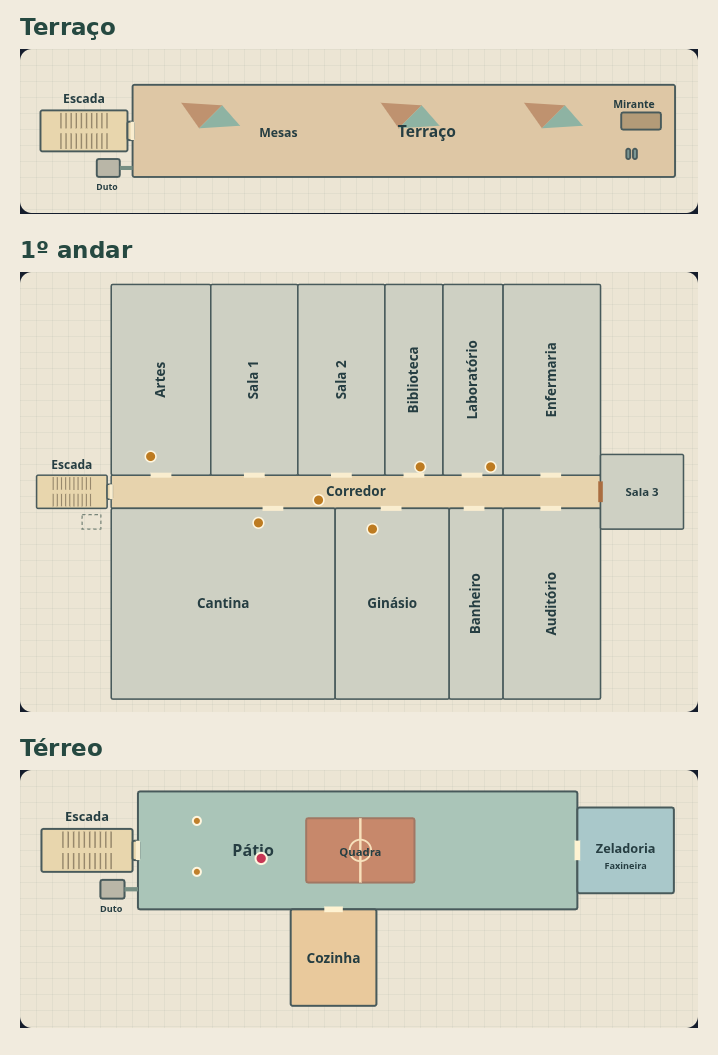 Terraço
Escada
Mirante
Mesas
Terraço
Duto
1º andar
Artes
Sala 1
Sala 2
Biblioteca
Laboratório
Enfermaria
Escada
Corredor
Sala 3
Cantina
Ginásio
Banheiro
Auditório
Térreo
Escada
Pátio
Quadra
Zeladoria
Faxineira
Duto
Cozinha